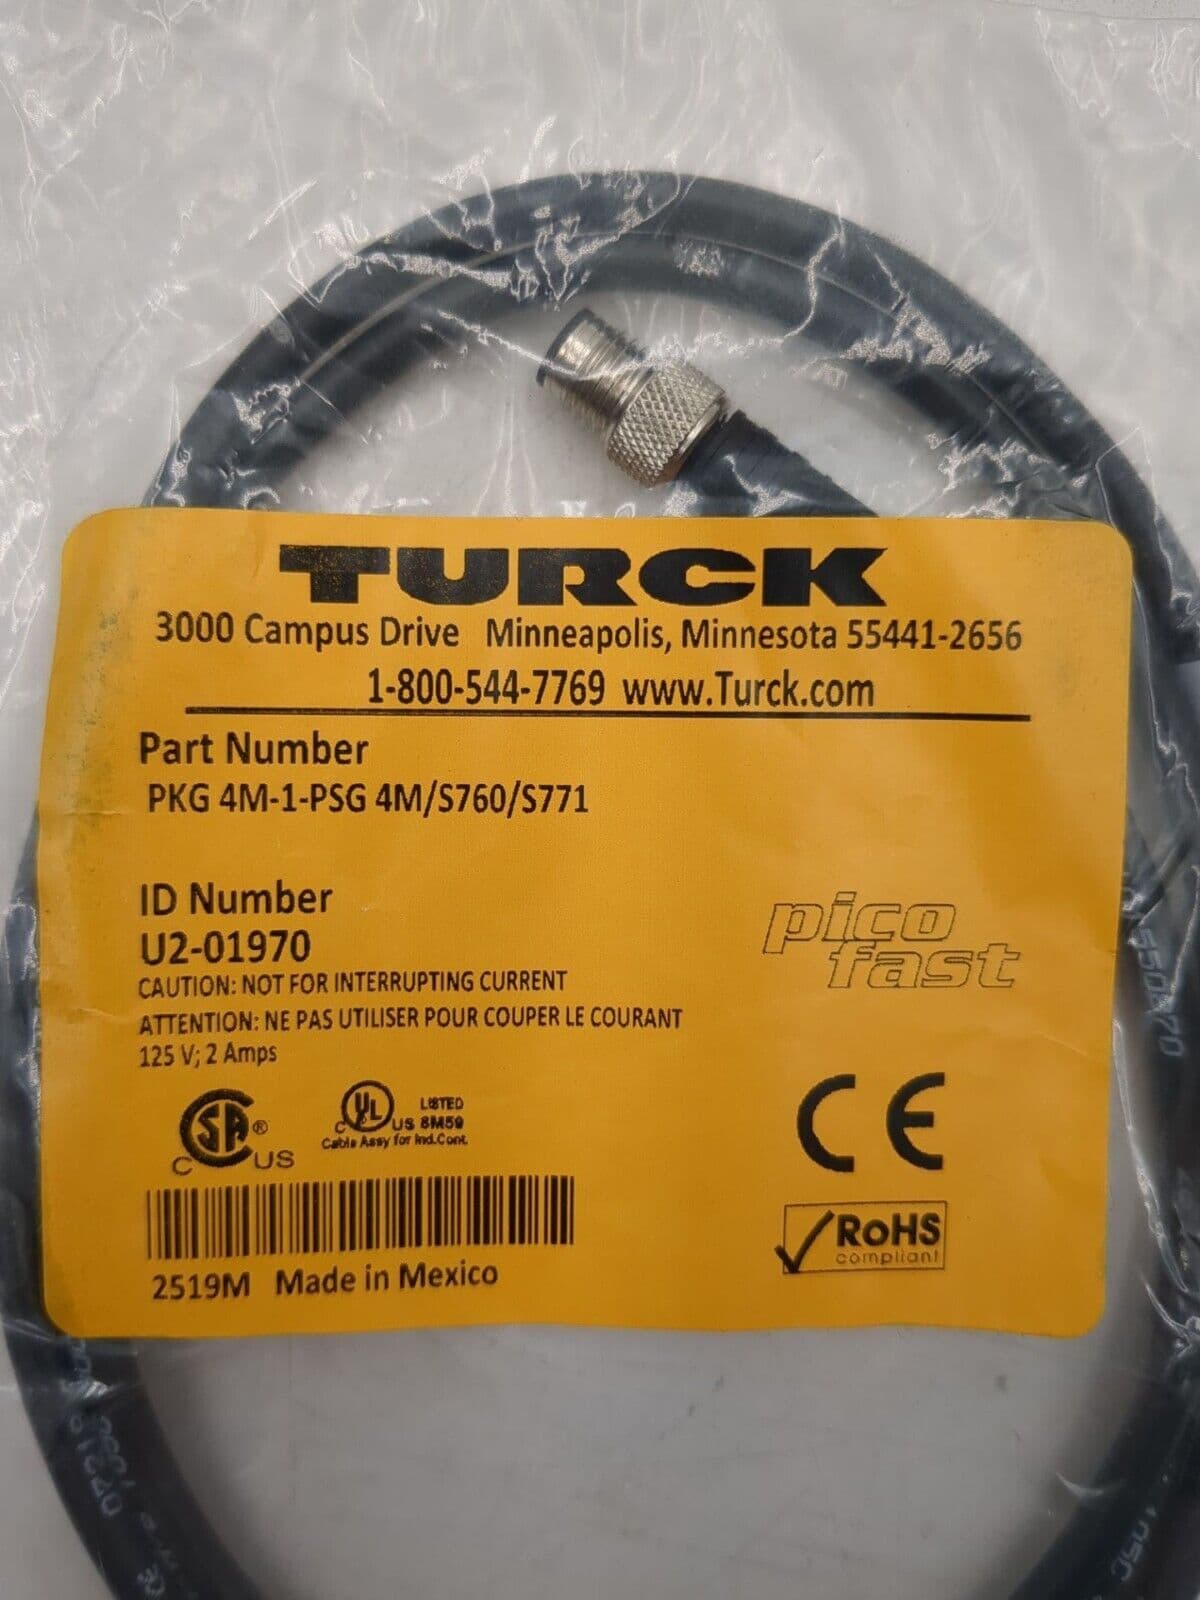 TURCK
3000 Campus Drive Minneapolis, Minnesota 55441-2656
1-800-544-7769 www.Turck.com
Part Number
PKG 4M-1-PSG 4M/S760/S771
ID Number
U2-01970
pico
fast
CAUTION: NOT FOR INTERRUPTING CURRENT
ATTENTION: NE PAS UTILISER POUR COUPER LE COURANT
125 V; 2 Amps
CSA® C US
C UL US LISTED 8M59
Cable Assy for Ind.Cont.
CE
RoHS
compliant
2519M Made in Mexico